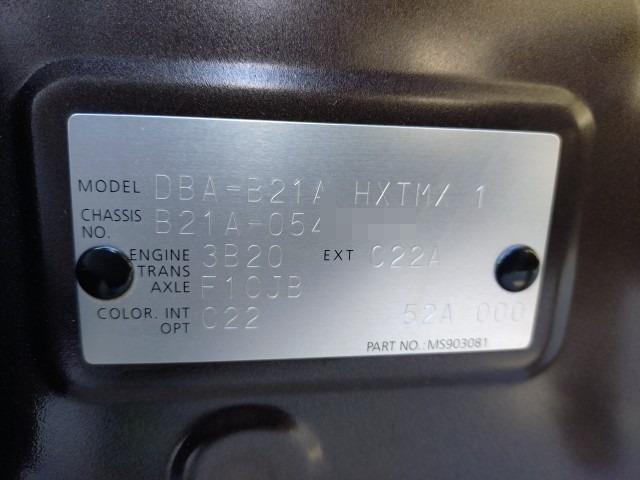 MODEL DBA-B21A HXTMX 1
CHASSIS NO. B21A-054
ENGINE 3B20 EXT C22A
TRANS AXLE F1CJB
COLOR. INT C22
OPT 52A 000
PART NO.: MS903081